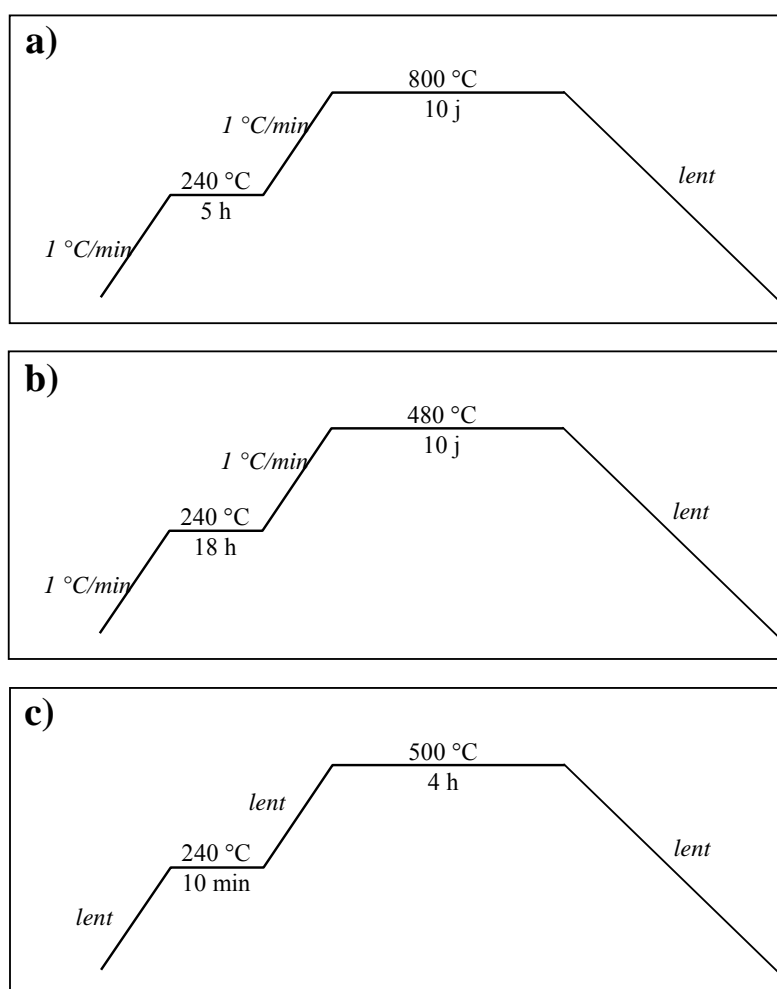 a)
800 °C
10 j
1 °C/min
lent
240 °C
5 h
1 °C/min
b)
480 °C
10 j
1 °C/min
lent
240 °C
18 h
1 °C/min
c)
500 °C
4 h
lent
lent
240 °C
10 min
lent